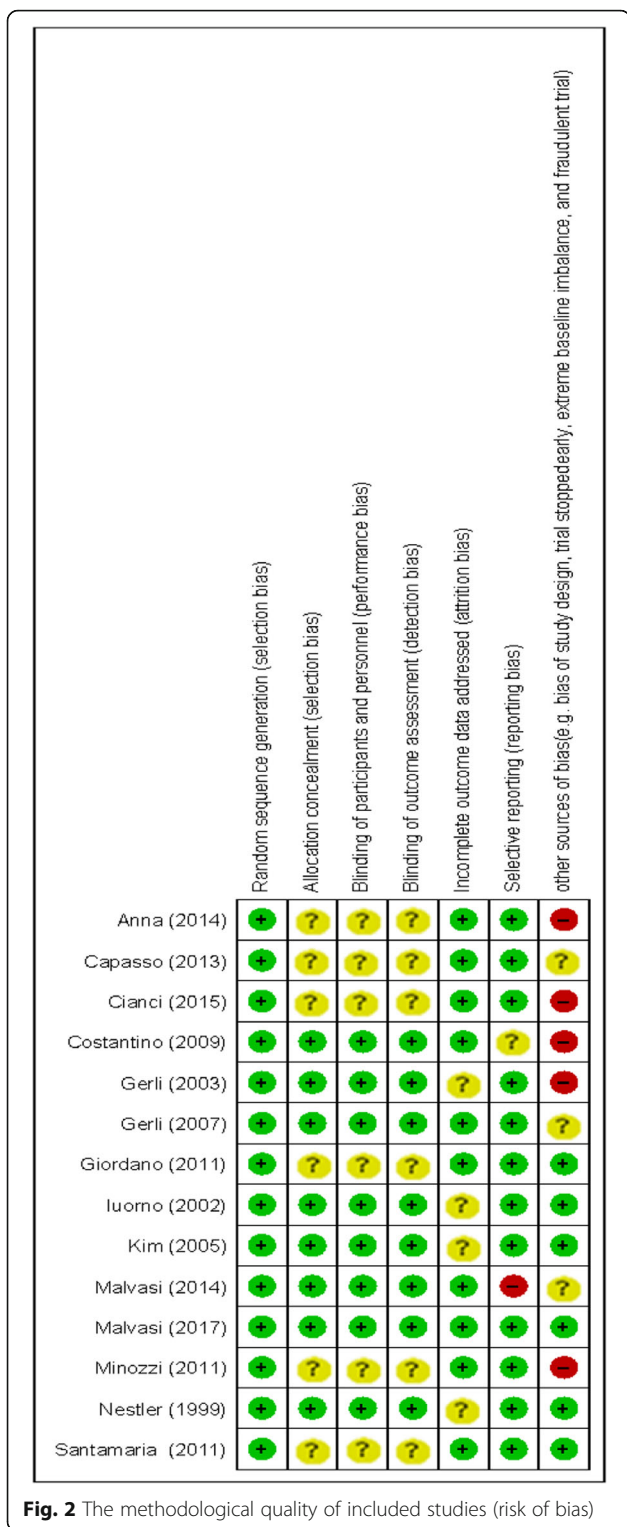 Random sequence generation (selection bias)
Allocation concealment (selection bias)
Blinding of participants and personnel (performance bias)
Blinding of outcome assessment (detection bias)
Incomplete outcome data addressed (attrition bias)
Selective reporting (reporting bias)
other sources of bias(e.g. bias of study design, trial stoppedearly, extreme baseline imbalance, and fraudulent trial)
Anna (2014) + ? ? ? + + −
Capasso (2013) + ? ? ? + + ?
Cianci (2015) + ? ? ? + + −
Costantino (2009) + + + + + ? −
Gerli (2003) + + + + ? + −
Gerli (2007) + + + + + + ?
Giordano (2011) + ? ? ? + + +
Iuorno (2002) + + + + ? + +
Kim (2005) + + + + ? + +
Malvasi (2014) + + + + + − ?
Malvasi (2017) + + + + + + +
Minozzi (2011) + ? ? ? + + −
Nestler (1999) + + + + ? + +
Santamaria (2011) + ? ? ? + + +
Fig. 2 The methodological quality of included studies (risk of bias)